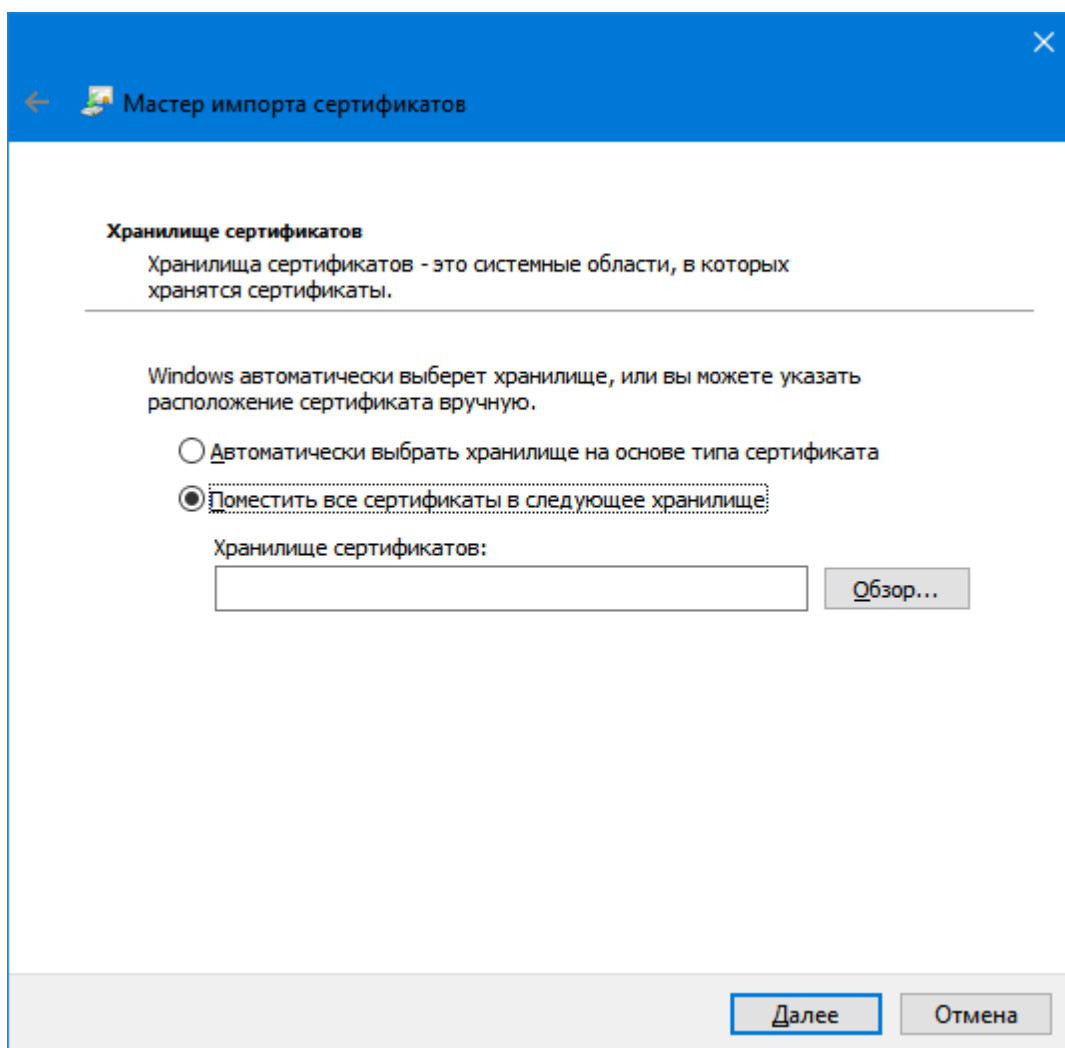 Мастер импорта сертификатов
Хранилище сертификатов
Хранилища сертификатов - это системные области, в которых
хранятся сертификаты.
Windows автоматически выберет хранилище, или вы можете указать
расположение сертификата вручную.
Автоматически выбрать хранилище на основе типа сертификата
Поместить все сертификаты в следующее хранилище
Хранилище сертификатов:
Обзор...
Далее
Отмена